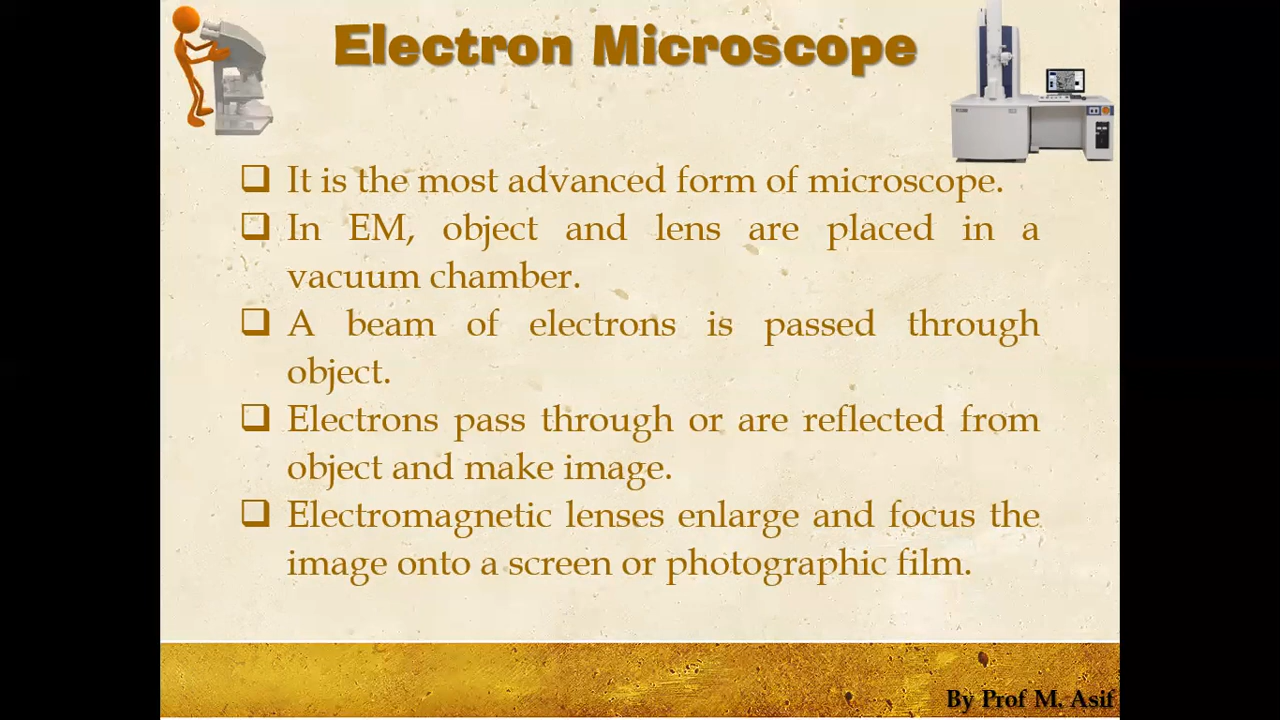 Electron Microscope
❑ It is the most advanced form of microscope.
❑ In EM, object and lens are placed in a
vacuum chamber.
❑ A beam of electrons is passed through
object.
❑ Electrons pass through or are reflected from
object and make image.
❑ Electromagnetic lenses enlarge and focus the
image onto a screen or photographic film.
By Prof M. Asif